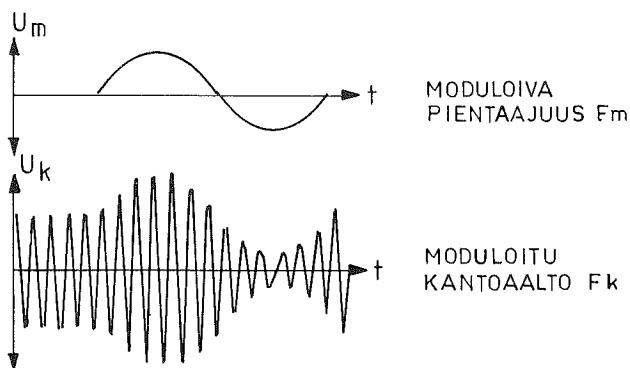 Um
t
MODULOIVA
PIENTAAJUUS Fm
Uk
t
MODULOITU
KANTOAALTO Fk